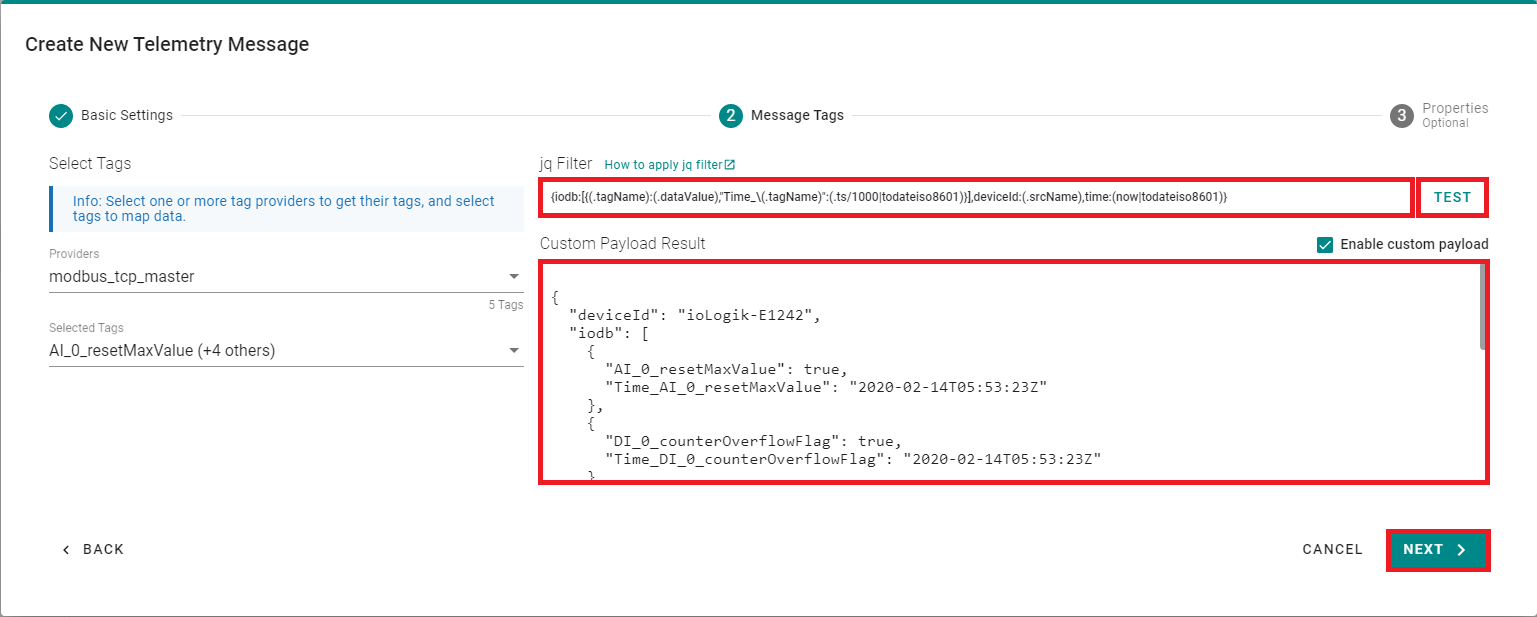 Create New Telemetry Message
Basic Settings
2
Message Tags
3
Properties
Optional
Select Tags
Info: Select one or more tag providers to get their tags, and select
tags to map data.
Providers
modbus_tcp_master
5 Tags
Selected Tags
AI_0_resetMaxValue (+4 others)
jq Filter How to apply jq filter
{iodb:[{(.tagName):(.dataValue),"Time_\(.tagName)":(.ts/1000|todateiso8601)}],deviceId:(.srcName),time:(now|todateiso8601)}
TEST
Custom Payload Result
Enable custom payload
{
"deviceId": "ioLogik-E1242",
"iodb": [
{
"AI_0_resetMaxValue": true,
"Time_AI_0_resetMaxValue": "2020-02-14T05:53:23Z"
},
{
"DI_0_counterOverflowFlag": true,
"Time_DI_0_counterOverflowFlag": "2020-02-14T05:53:23Z"
}
BACK
CANCEL
NEXT